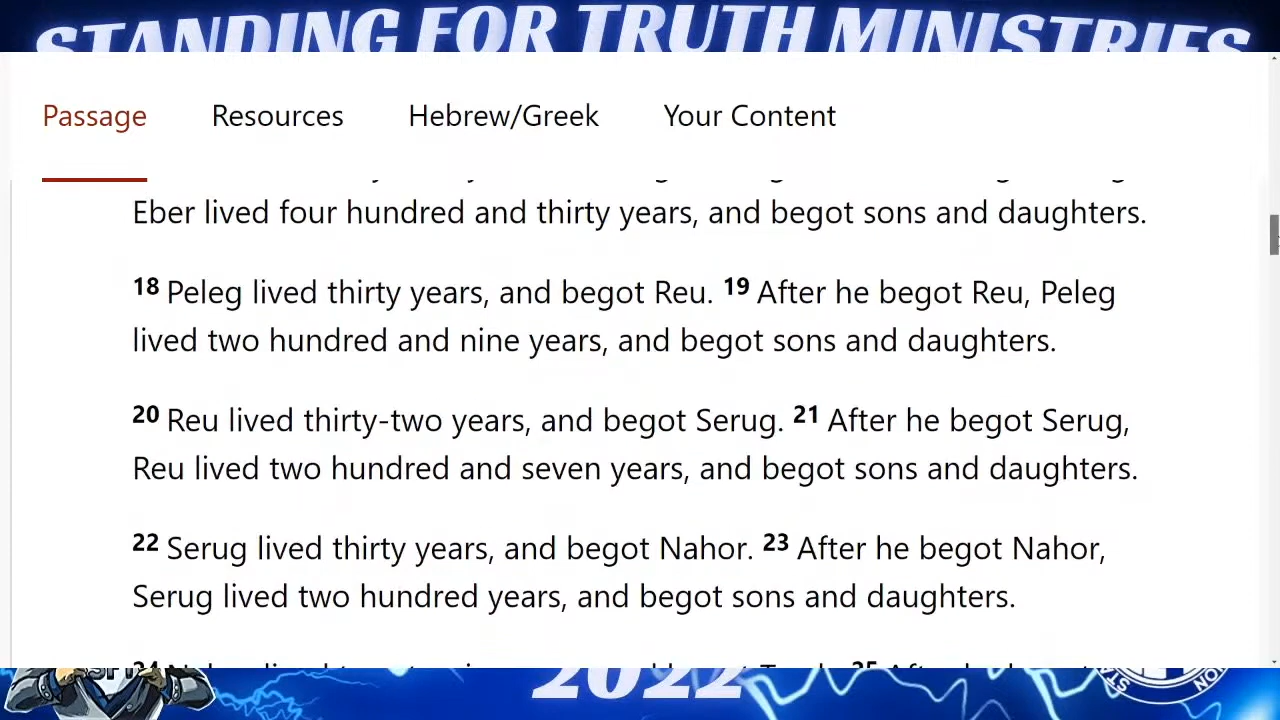 STANDING FOR TRUTH MINISTRIES
Passage Resources Hebrew/Greek Your Content
Eber lived four hundred and thirty years, and begot sons and daughters.
18 Peleg lived thirty years, and begot Reu. 19 After he begot Reu, Peleg
lived two hundred and nine years, and begot sons and daughters.
20 Reu lived thirty-two years, and begot Serug. 21 After he begot Serug,
Reu lived two hundred and seven years, and begot sons and daughters.
22 Serug lived thirty years, and begot Nahor. 23 After he begot Nahor,
Serug lived two hundred years, and begot sons and daughters.
2022